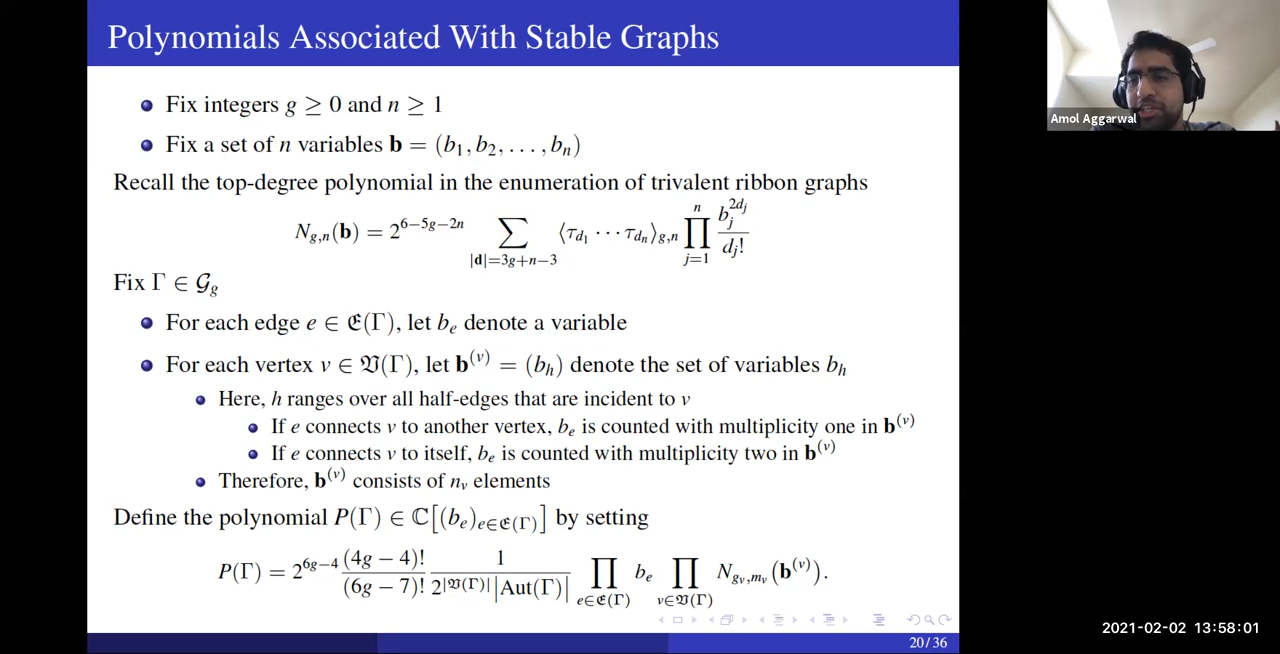 Polynomials Associated With Stable Graphs
Fix integers g ≥ 0 and n ≥ 1
Fix a set of n variables b = (b₁, b₂, . . . , bₙ)
Recall the top-degree polynomial in the enumeration of trivalent ribbon graphs
N_{g,n}(b) = 2^{6−5g−2n} ∑_{|d|=3g+n−3} ⟨τ_{d₁} · · · τ_{dₙ}⟩_{g,n} ∏_{j=1}^{n} b_j^{2d_j} / d_j!
Fix Γ ∈ 𝒢_g
For each edge e ∈ 𝔈(Γ), let b_e denote a variable
For each vertex v ∈ 𝔙(Γ), let b^{(v)} = (b_h) denote the set of variables b_h
Here, h ranges over all half-edges that are incident to v
If e connects v to another vertex, b_e is counted with multiplicity one in b^{(v)}
If e connects v to itself, b_e is counted with multiplicity two in b^{(v)}
Therefore, b^{(v)} consists of n_v elements
Define the polynomial P(Γ) ∈ ℂ[(b_e)_{e∈𝔈(Γ)}] by setting
P(Γ) = 2^{6g−4} (4g − 4)! / (6g − 7)! 1 / 2^{|𝔙(Γ)|}|Aut(Γ)| ∏_{e∈𝔈(Γ)} b_e ∏_{v∈𝔙(Γ)} N_{g_v,m_v}(b^{(v)}).
20/36
Amol Aggarwal
2021-02-02 13:58:01